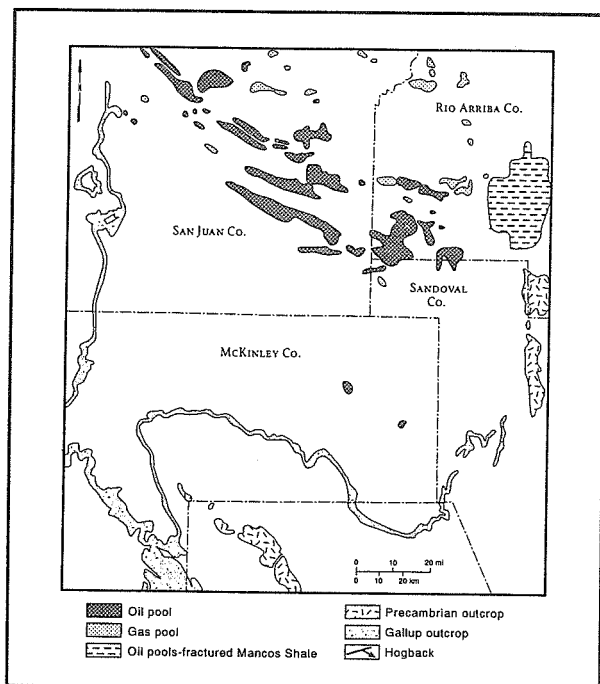 RIO ARRIBA CO.
SAN JUAN CO.
SANDOVAL
CO.
MCKINLEY CO.
0 10 20 mi
0 10 20 km
Oil pool
Gas pool
Oil pools-fractured Mancos Shale
Precambrian outcrop
Gallup outcrop
Hogback